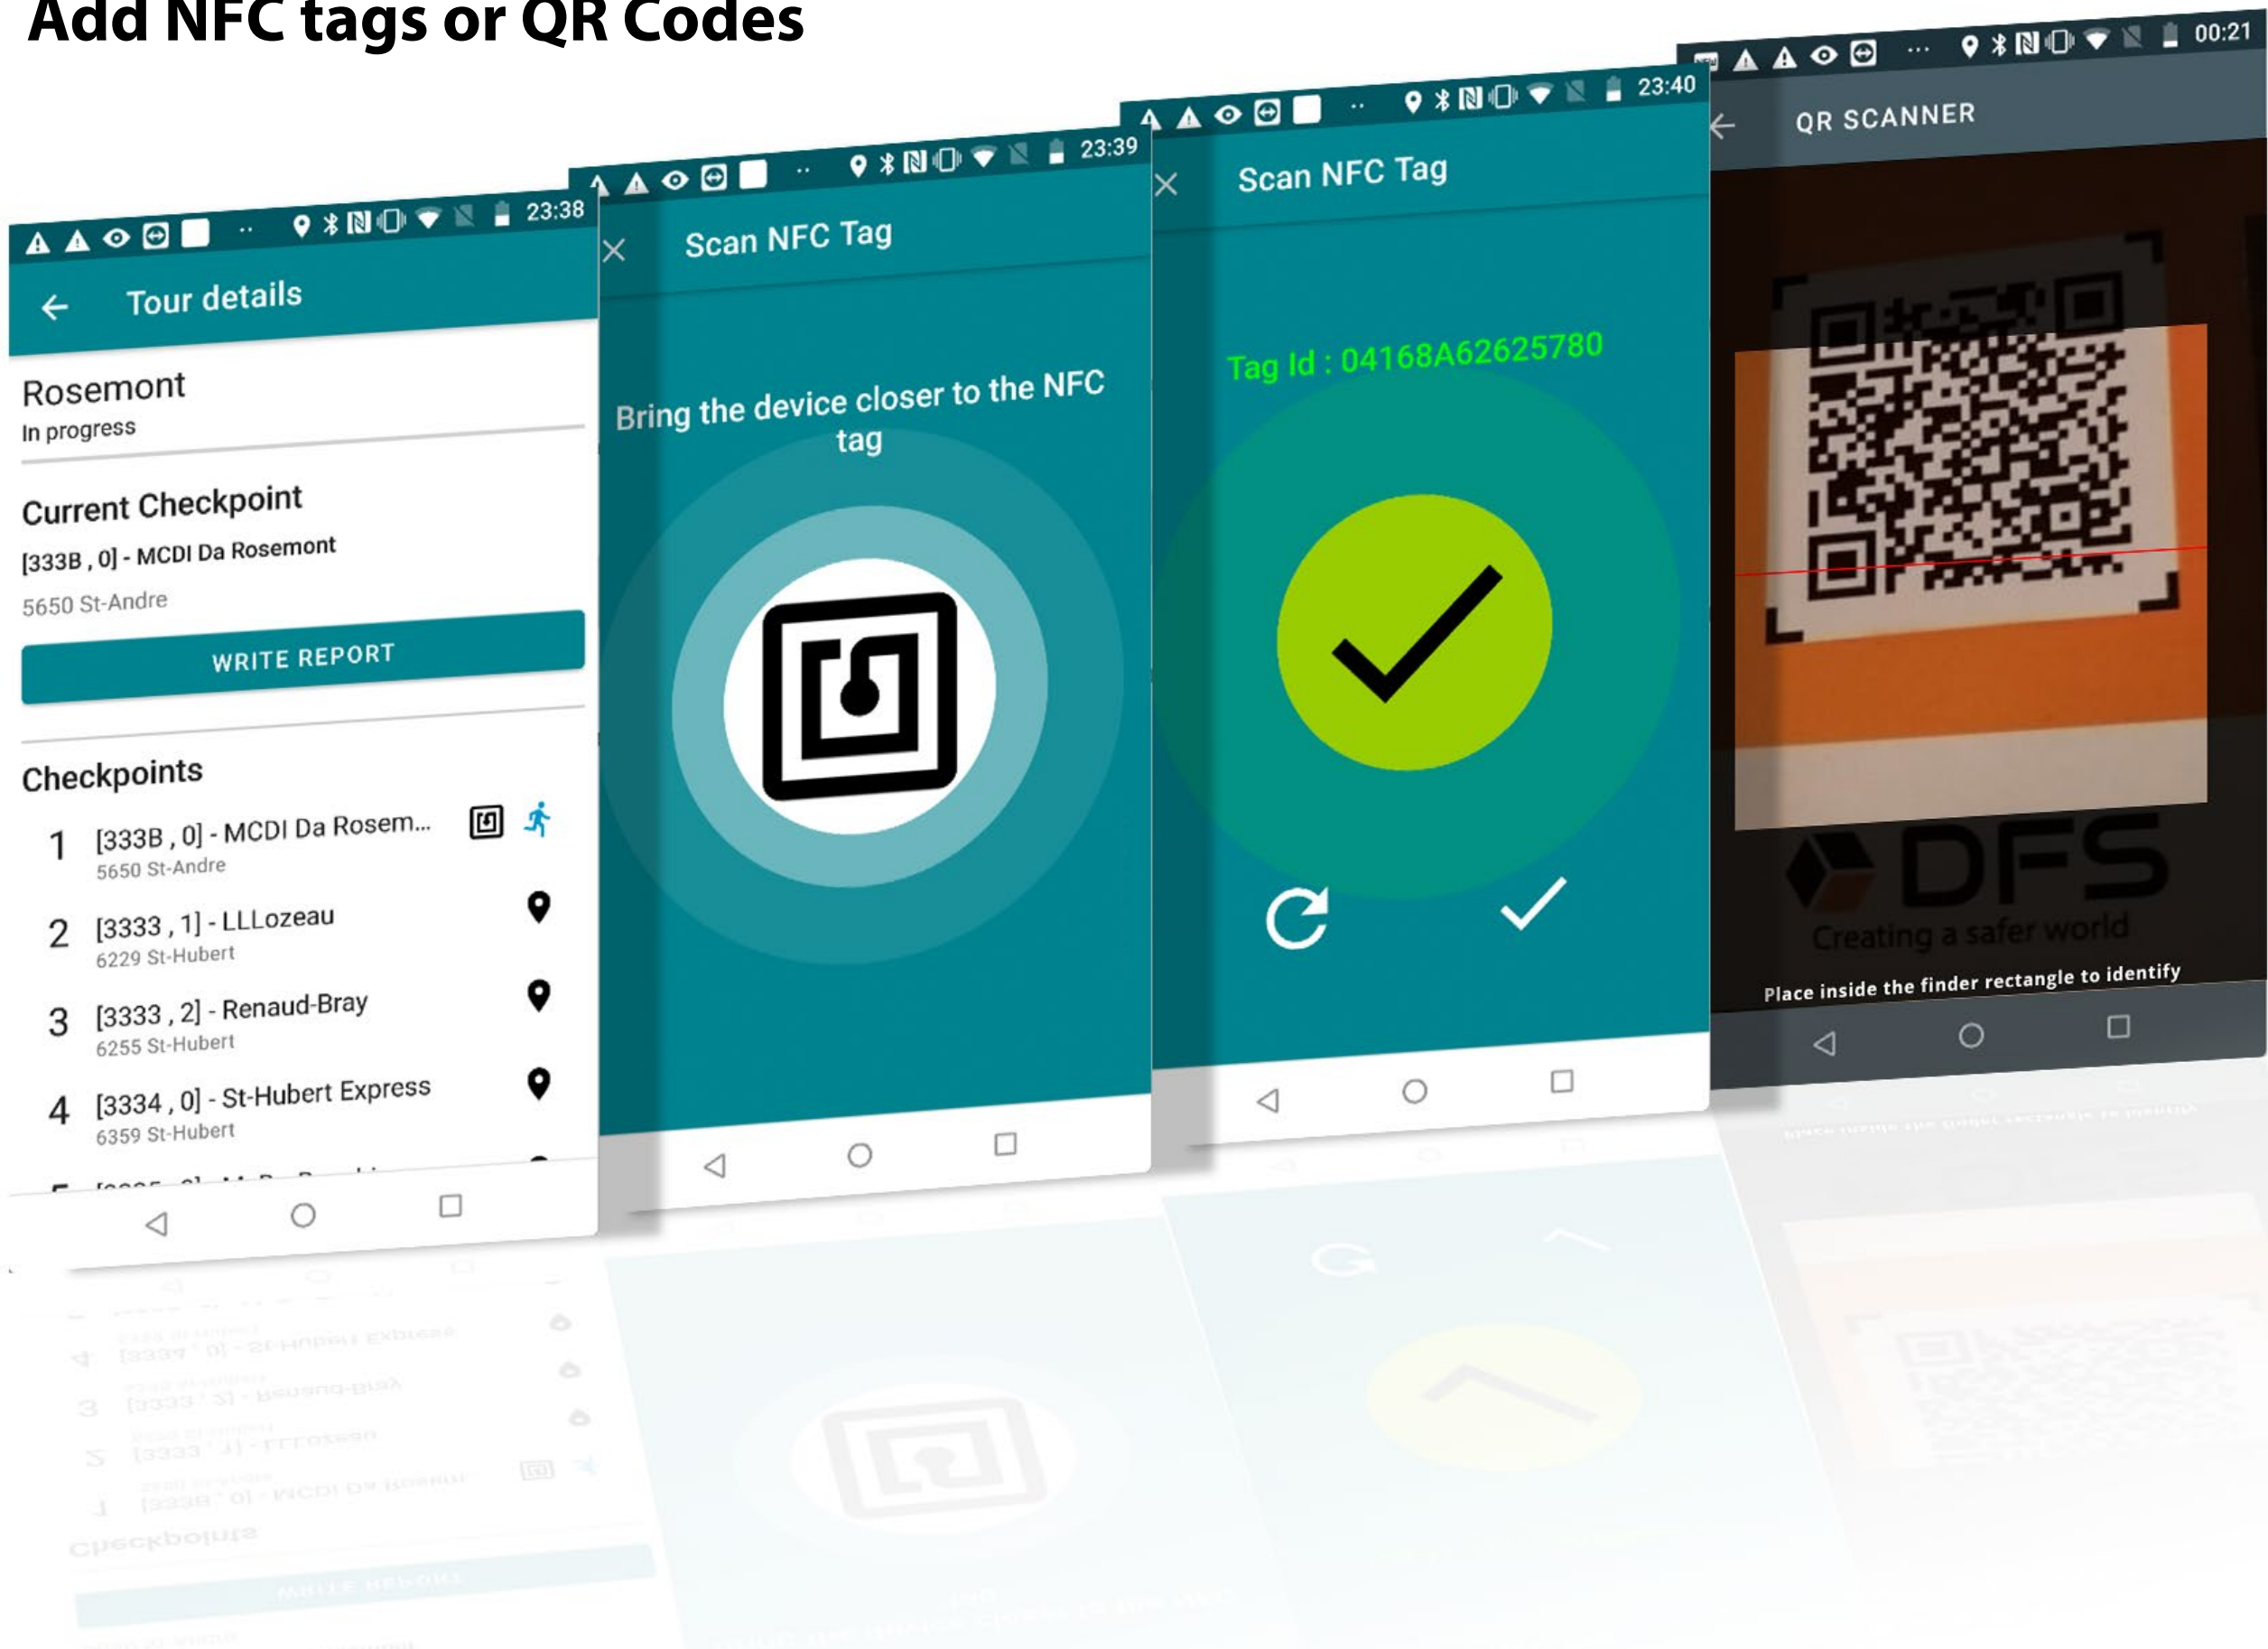 Add NFC tags or QR Codes
23:38
Tour details
Rosemont
In progress
Current Checkpoint
[333B , 0] - MCDI Da Rosemont
5650 St-Andre
WRITE REPORT
Checkpoints
1 [333B , 0] - MCDI Da Rosem...
5650 St-Andre
2 [3333 , 1] - LLLozeau
6229 St-Hubert
3 [3333 , 2] - Renaud-Bray
6255 St-Hubert
4 [3334 , 0] - St-Hubert Express
6359 St-Hubert
23:39
Scan NFC Tag
Bring the device closer to the NFC
tag
23:40
Scan NFC Tag
Tag Id : 04168A62625780
00:21
QR SCANNER
DFS
Creating a safer world
Place inside the finder rectangle to identify